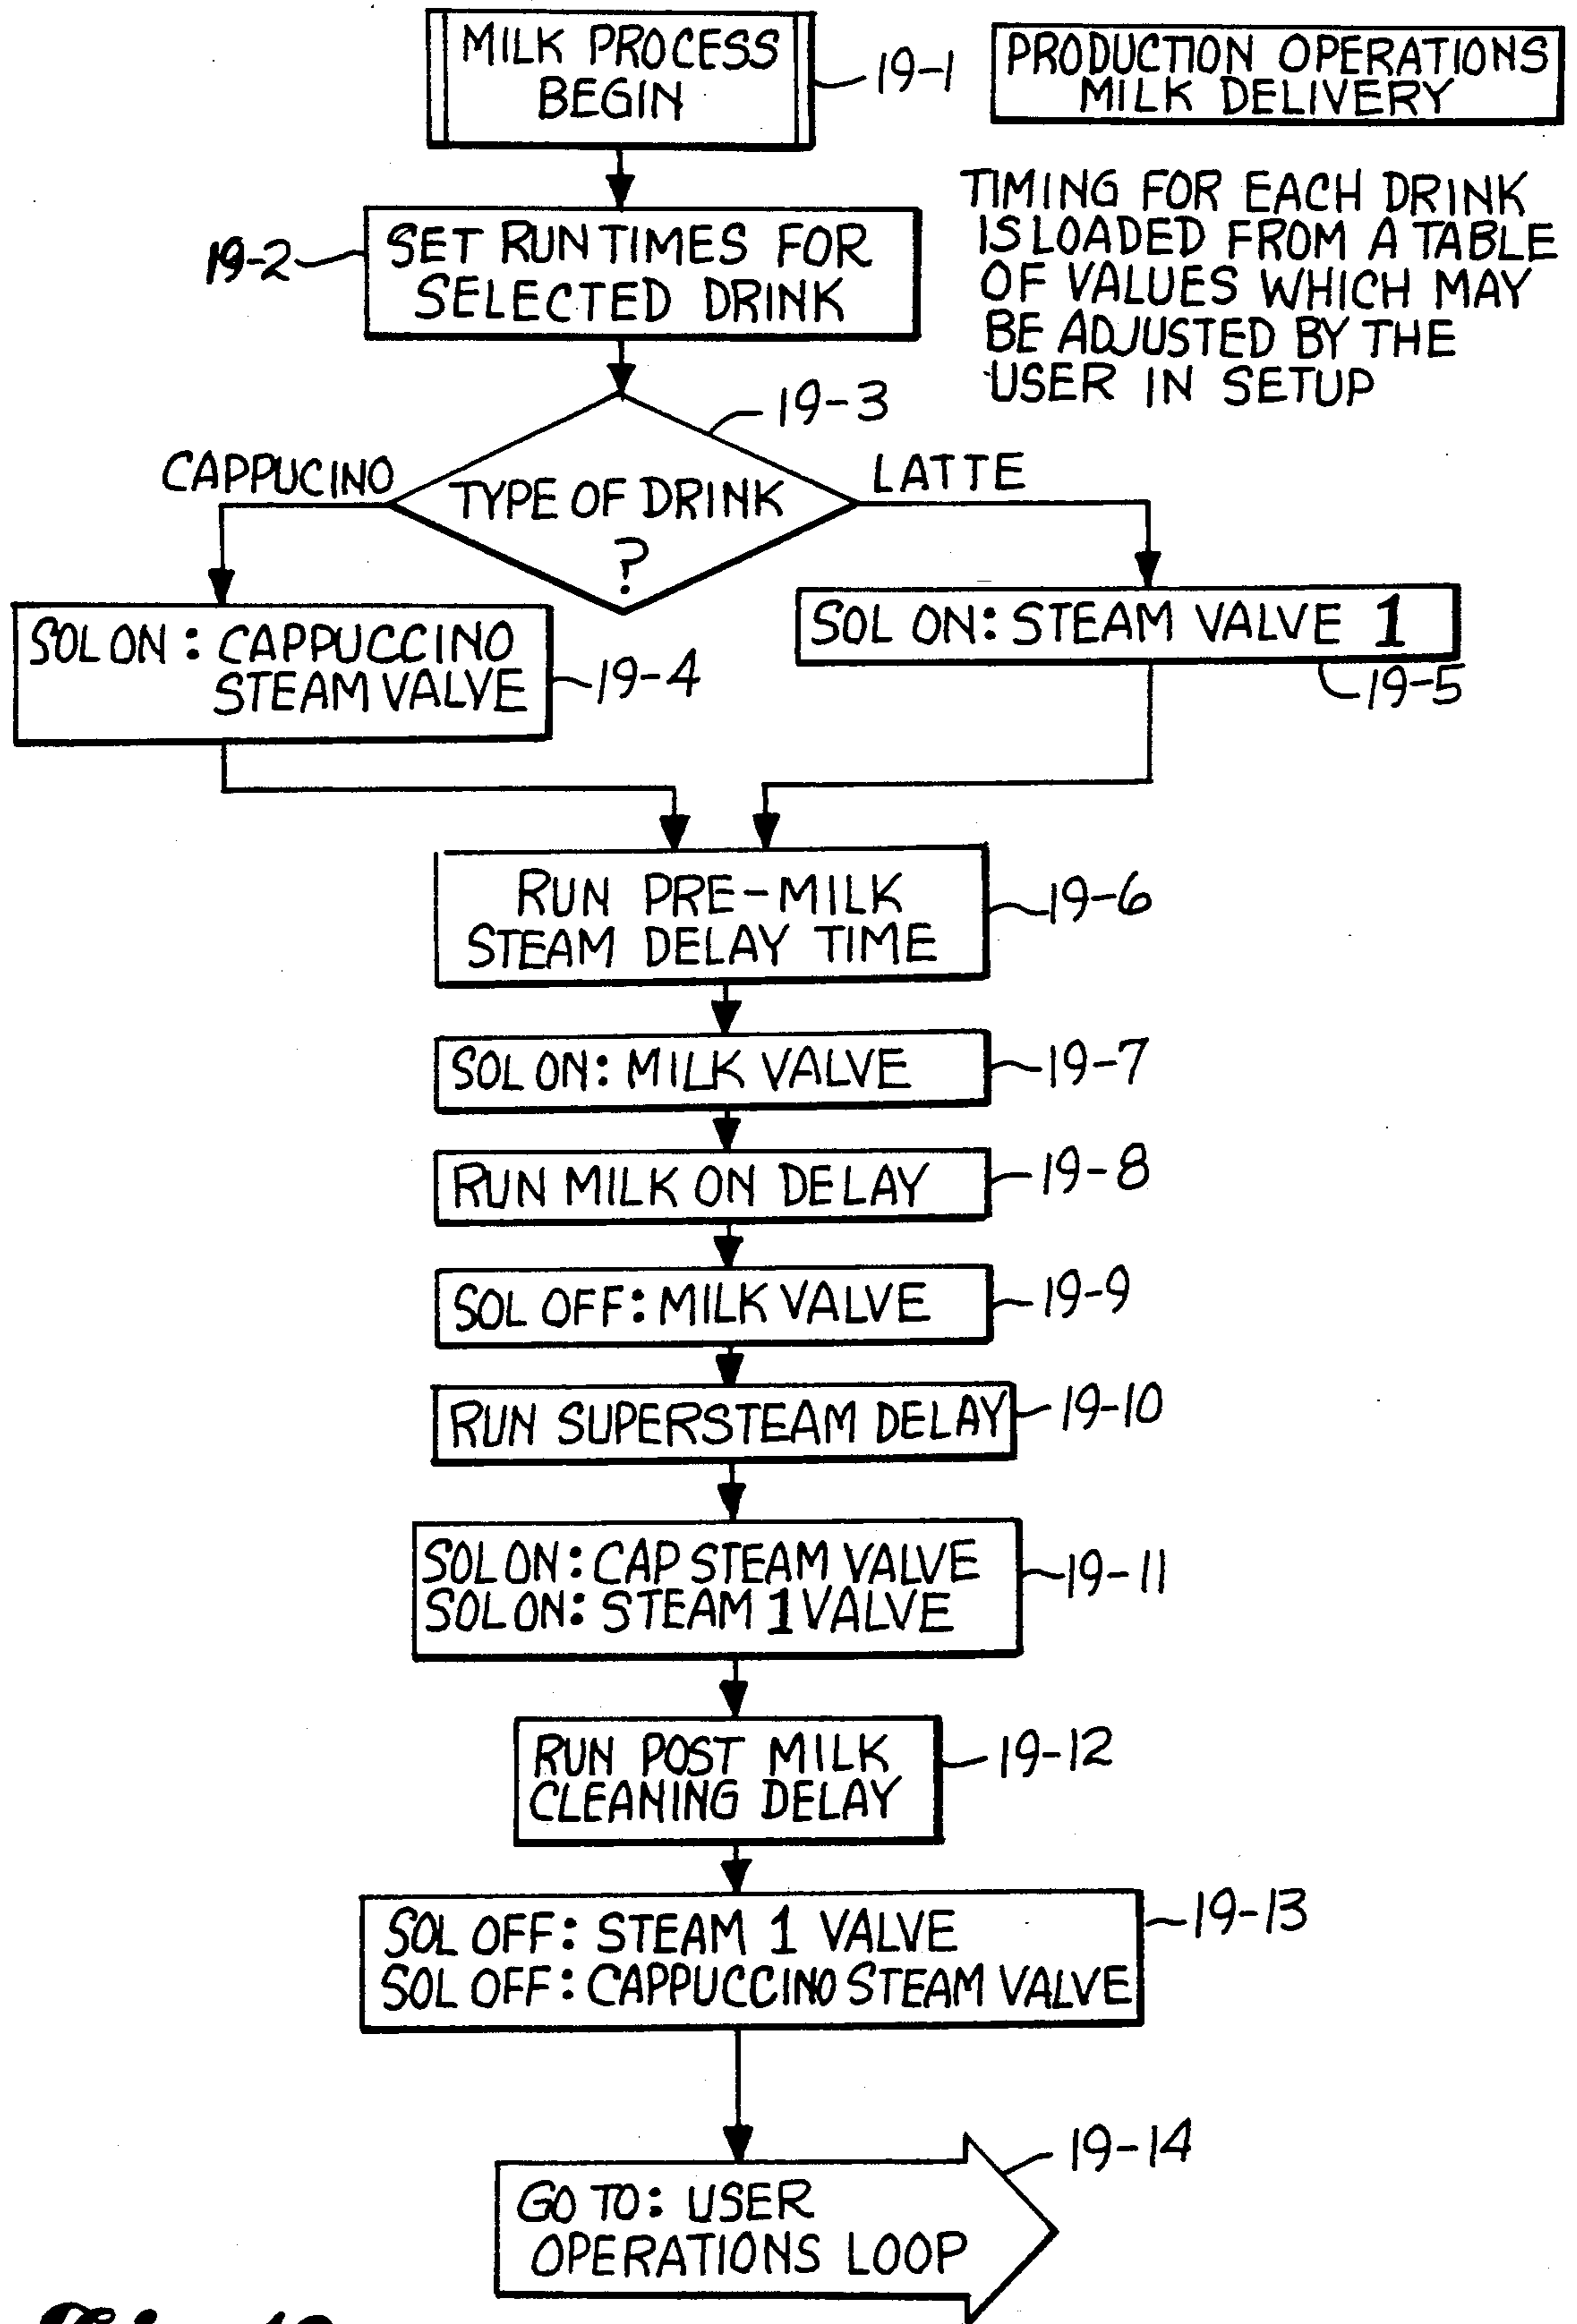 MILK PROCESS
BEGIN
19-1
PRODUCTION OPERATIONS
MILK DELIVERY
TIMING FOR EACH DRINK
IS LOADED FROM A TABLE
OF VALUES WHICH MAY
BE ADJUSTED BY THE
USER IN SETUP
19-2
SET RUN TIMES FOR
SELECTED DRINK
19-3
CAPPUCINO
TYPE OF DRINK
?
LATTE
SOL ON: CAPPUCCINO
STEAM VALVE
19-4
SOL ON: STEAM VALVE 1
19-5
RUN PRE-MILK
STEAM DELAY TIME
19-6
SOL ON: MILK VALVE
19-7
RUN MILK ON DELAY
19-8
SOL OFF: MILK VALVE
19-9
RUN SUPERSTEAM DELAY
19-10
SOL ON: CAP STEAM VALVE
SOL ON: STEAM 1 VALVE
19-11
RUN POST MILK
CLEANING DELAY
19-12
SOL OFF: STEAM 1 VALVE
SOL OFF: CAPPUCCINO STEAM VALVE
19-13
GO TO: USER
OPERATIONS LOOP
19-14